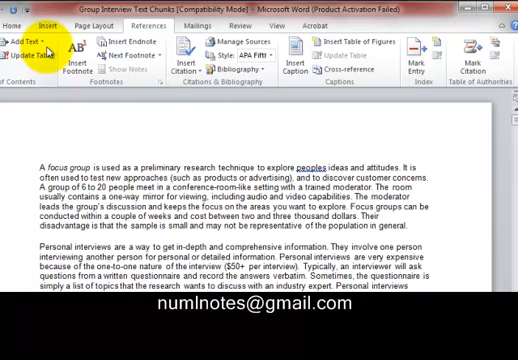 Group Interview Text Chunks [Compatibility Mode] - Microsoft Word (Product Activation Failed)
Insert Page Layout References Mailings Review View Acrobat
Add Text Insert Endnote Manage Sources Insert Table of Figures
Update Table AB Next Footnote Style: APA Fift Update Table
Insert Footnote Show Notes Insert Citation Bibliography Insert Caption Cross-reference Mark Entry Mark Citation
of Contents Footnotes Citations & Bibliography Captions Index Table of Authorities
A focus group is used as a preliminary research technique to explore peoples ideas and attitudes. It is
often used to test new approaches (such as products or advertising), and to discover customer concerns.
A group of 6 to 20 people meet in a conference-room-like setting with a trained moderator. The room
usually contains a one-way mirror for viewing, including audio and video capabilities. The moderator
leads the group's discussion and keeps the focus on the areas you want to explore. Focus groups can be
conducted within a couple of weeks and cost between two and three thousand dollars. Their
disadvantage is that the sample is small and may not be representative of the population in general.
Personal interviews are a way to get in-depth and comprehensive information. They involve one person
interviewing another person for personal or detailed information. Personal interviews are very expensive
because of the one-to-one nature of the interview ($50+ per interview). Typically, an interviewer will ask
questions from a written questionnaire and record the answers verbatim. Sometimes, the questionnaire is
simply a list of topics that the research wants to discuss with an industry expert. Personal interviews
numlnotes@gmail.com